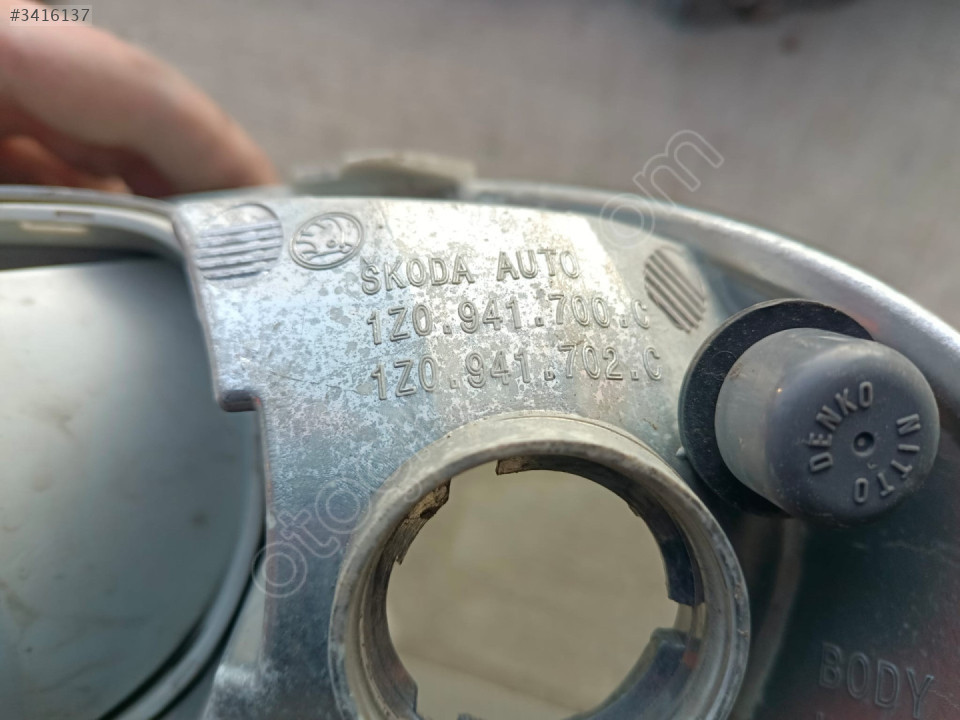 #3416137
ŠKODA AUTO
1Z0.941.700.C
1Z0.941.702.C
DENKO
NITTO
BODY